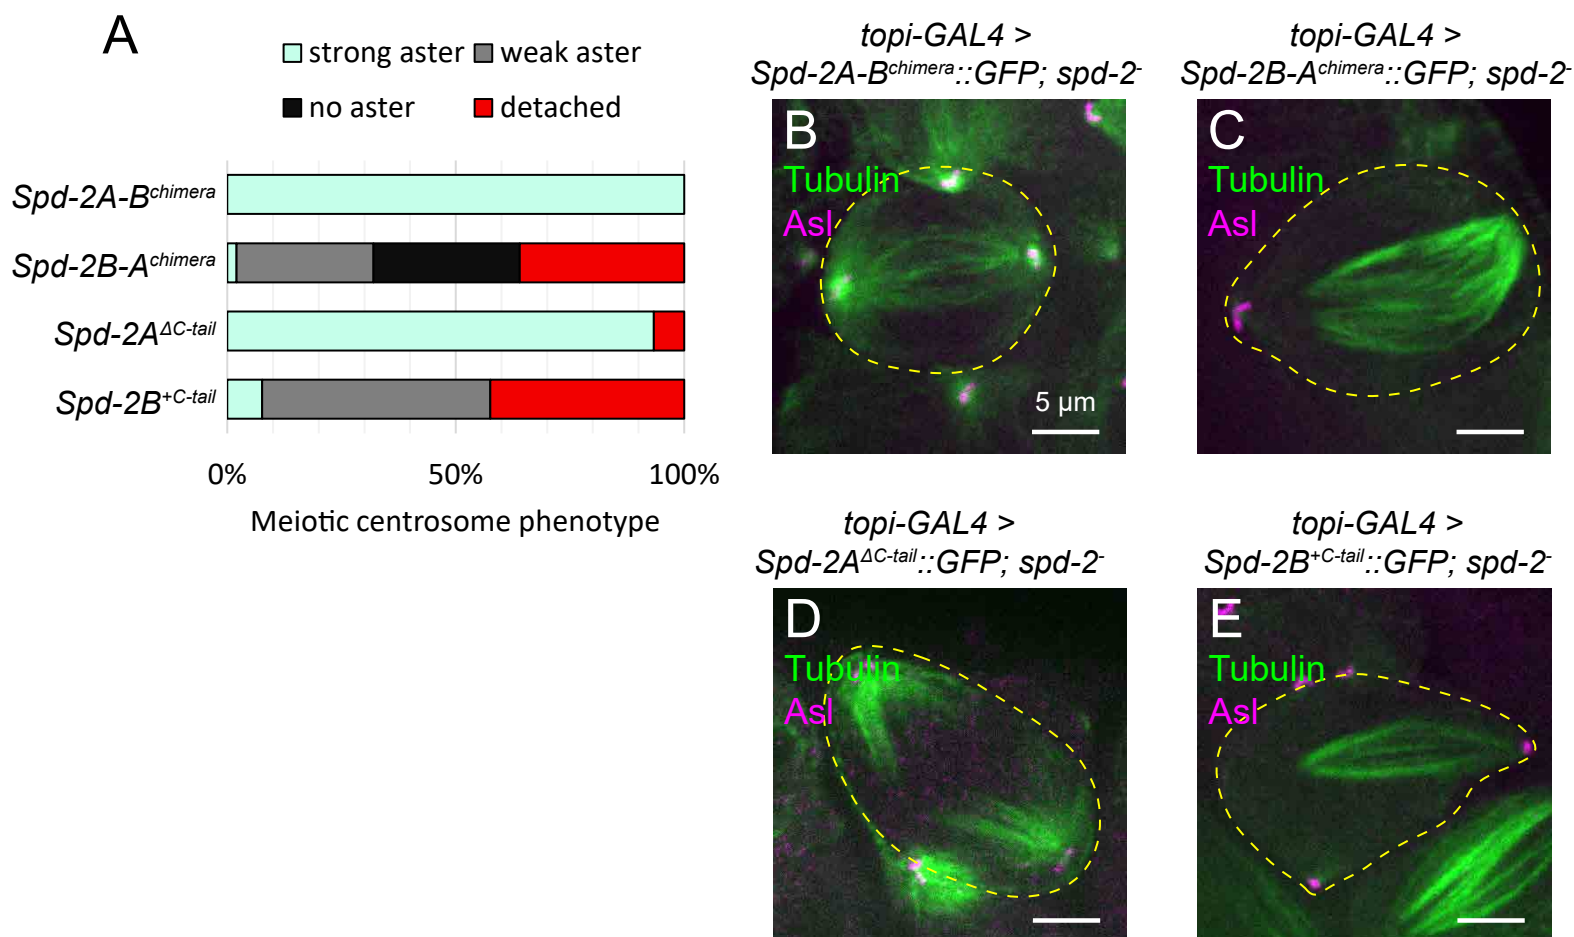 A
strong aster
weak aster
no aster
detached
Spd-2A-Bchimera
Spd-2B-Achimera
Spd-2AΔC-tail
Spd-2B+C-tail
0%
50%
100%
Meiotic centrosome phenotype
topi-GAL4 >
Spd-2A-Bchimera::GFP; spd-2-
B
Tubulin
Asl
5 µm
topi-GAL4 >
Spd-2B-Achimera::GFP; spd-2-
C
Tubulin
Asl
topi-GAL4 >
Spd-2AΔC-tail::GFP; spd-2-
D
Tubulin
Asl
topi-GAL4 >
Spd-2B+C-tail::GFP; spd-2-
E
Tubulin
Asl